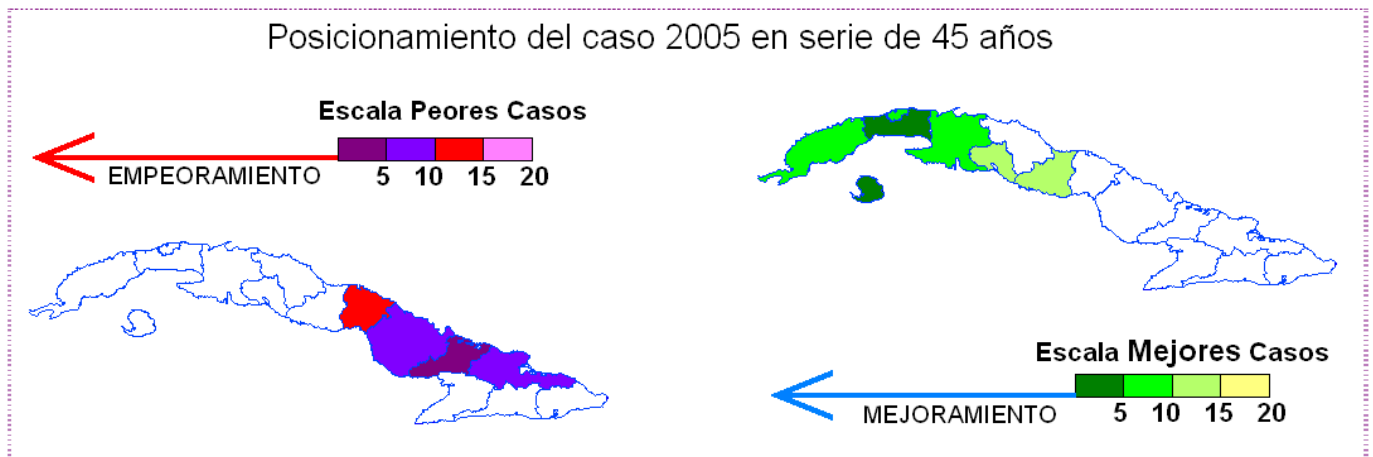 Posicionamiento del caso 2005 en serie de 45 años
Escala Peores Casos
EMPEORAMIENTO
5 10 15 20
Escala Mejores Casos
MEJORAMIENTO
5 10 15 20